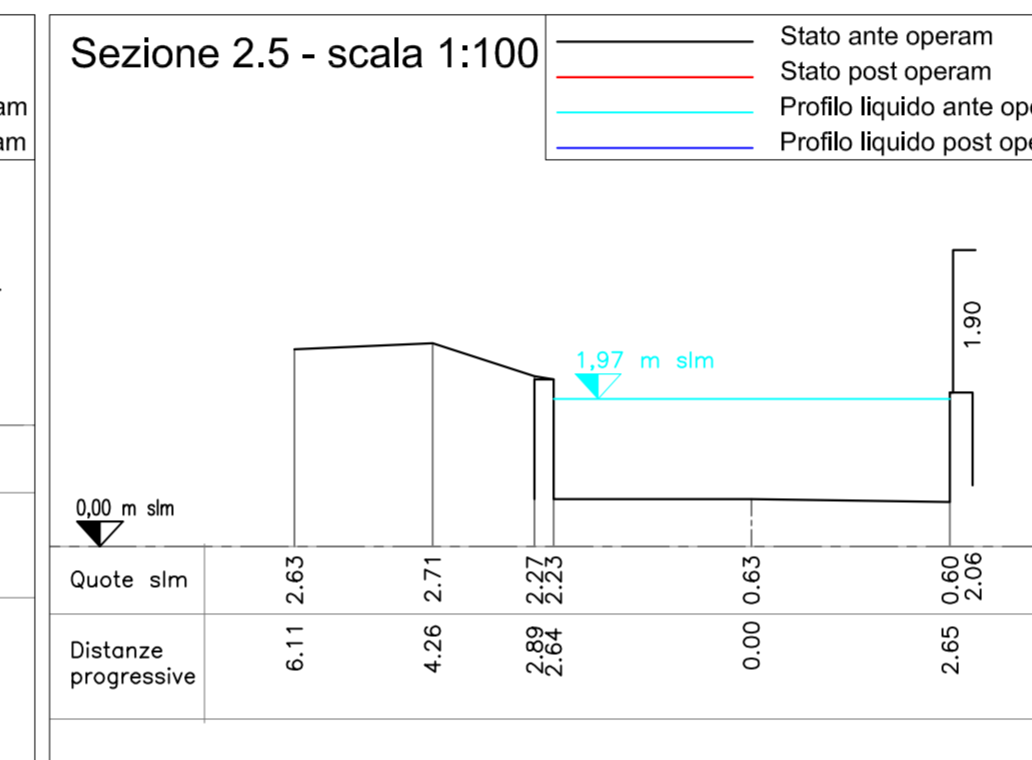 Sezione 2.5 - scala 1:100
Stato ante operam
Stato post operam
Profilo liquido ante ope
Profilo liquido post ope
am
am
1.90
1,97 m slm
0,00 m slm
Quote slm 2.63 2.71 2.27 2.23 0.63 0.60 2.06
Distanze
progressive 6.11 4.26 2.89 2.64 0.00 2.65